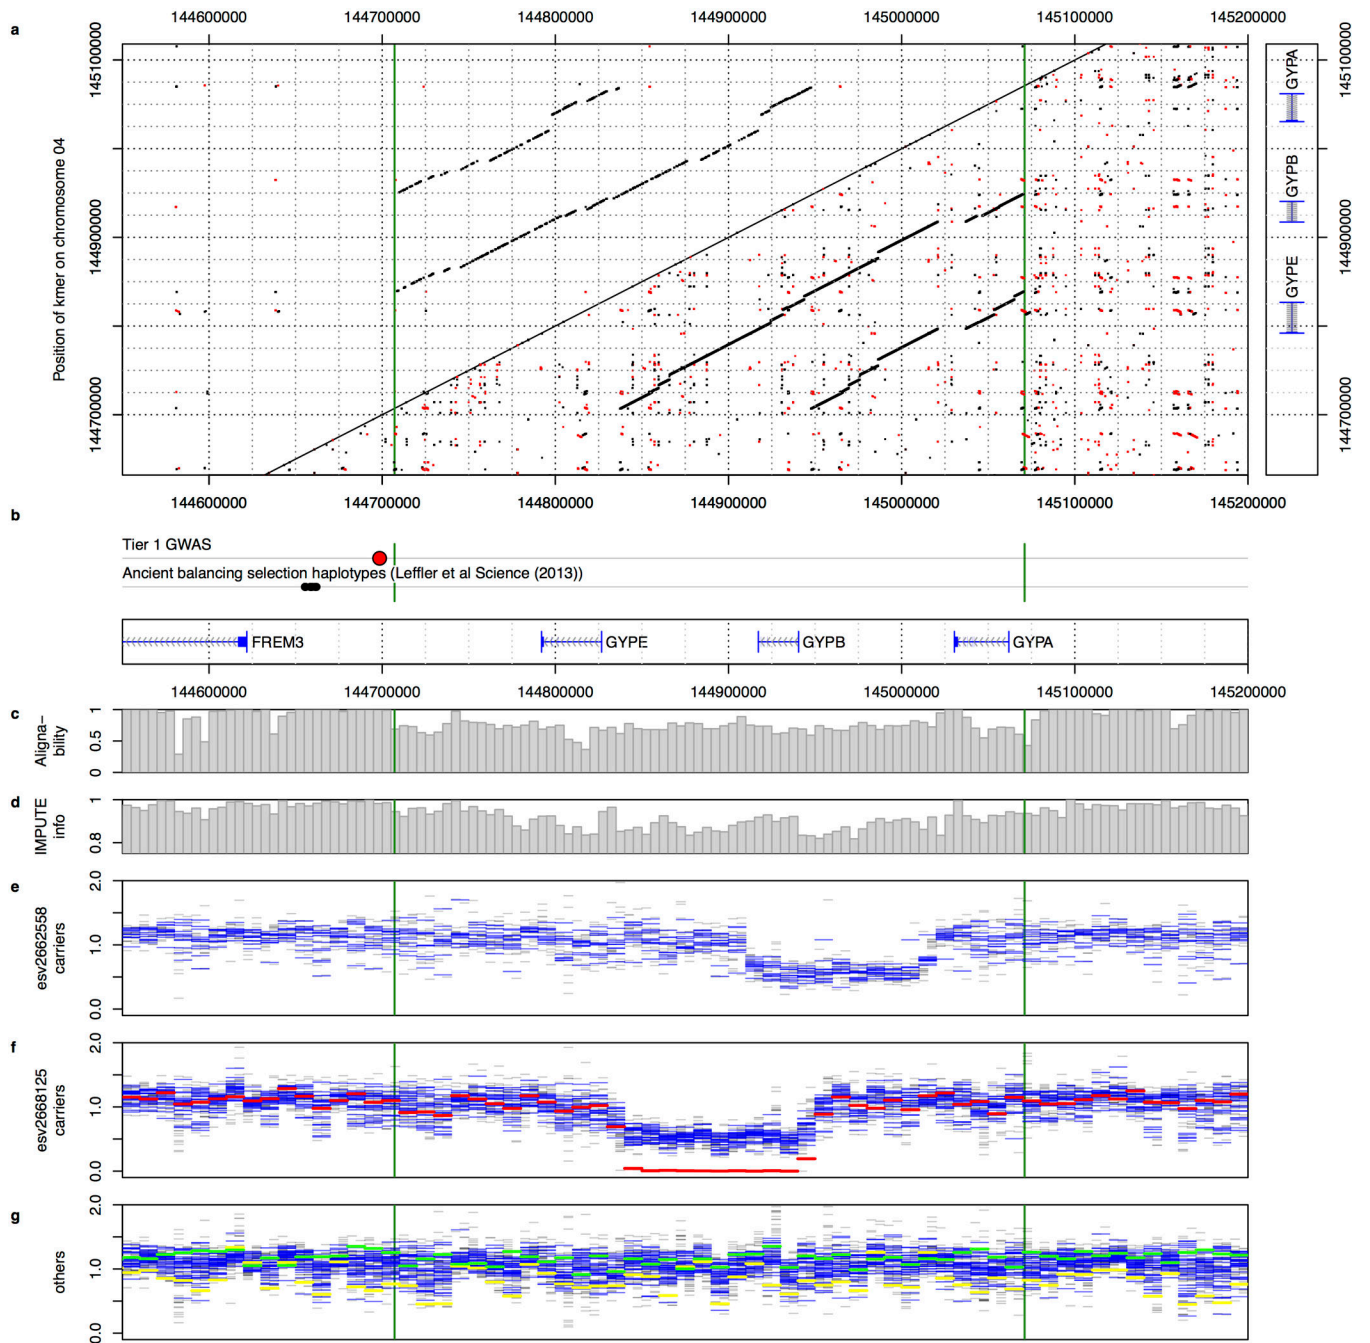 a
144600000 144700000 144800000 144900000 145000000 145100000 145200000
Position of kmer on chromosome 04
145100000
144900000
144700000
GYPA
GYPB
GYPE
145100000
144900000
144700000
144600000 144700000 144800000 144900000 145000000 145100000 145200000
b
Tier 1 GWAS
Ancient balancing selection haplotypes (Leffler et al Science (2013))
FREM3 GYPE GYPB GYPA
144600000 144700000 144800000 144900000 145000000 145100000 145200000
c
Aligna–
bility
1
0.5
0
d
IMPUTE
info
1
0.8
e
esv2662558
carriers
2.0
1.0
0.0
f
esv2668125
carriers
2.0
1.0
0.0
g
others
2.0
1.0
0.0